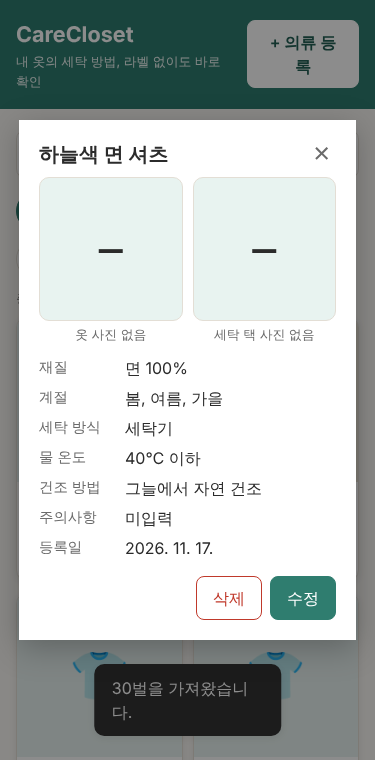 CareCloset
내 옷의 세탁 방법, 라벨 없이도 바로
확인
+ 의류 등
록
하늘색 면 셔츠
✕
—
—
옷 사진 없음
세탁 택 사진 없음
재질 면 100%
계절 봄, 여름, 가을
세탁 방식 세탁기
물 온도 40°C 이하
건조 방법 그늘에서 자연 건조
주의사항 미입력
등록일 2026. 11. 17.
삭제
수정
30벌을 가져왔습니
다.